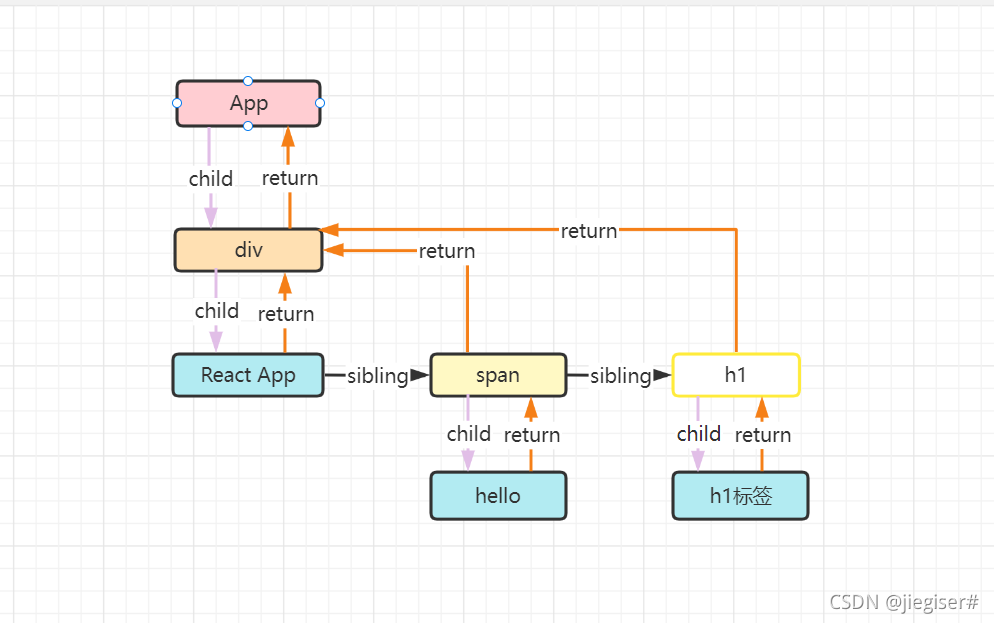 App
child
return
div
return
return
child
return
React App
sibling
span
sibling
h1
child
return
child
return
hello
h1标签
CSDN @jiegiser#